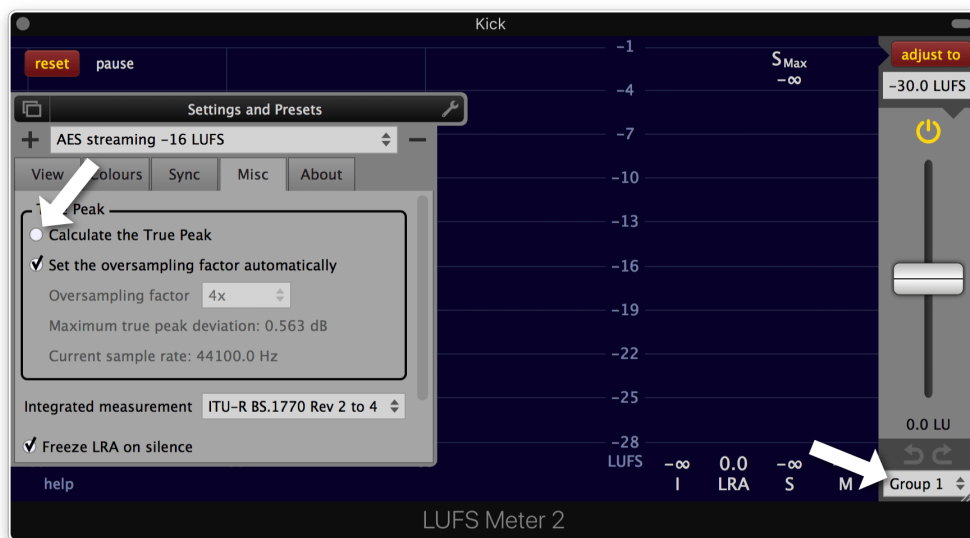 Kick
reset
pause
Settings and Presets
AES streaming -16 LUFS
View
Colours
Sync
Misc
About
Peak
Calculate the True Peak
Set the oversampling factor automatically
Oversampling factor
4x
Maximum true peak deviation: 0.563 dB
Current sample rate: 44100.0 Hz
Integrated measurement
ITU-R BS.1770 Rev 2 to 4
Freeze LRA on silence
help
-1
-4
-7
-10
-13
-16
-19
-22
-25
-28
LUFS
S Max
-∞
-∞
0.0
-∞
I
LRA
S
M
adjust to
-30.0 LUFS
0.0 LU
Group 1
LUFS Meter 2